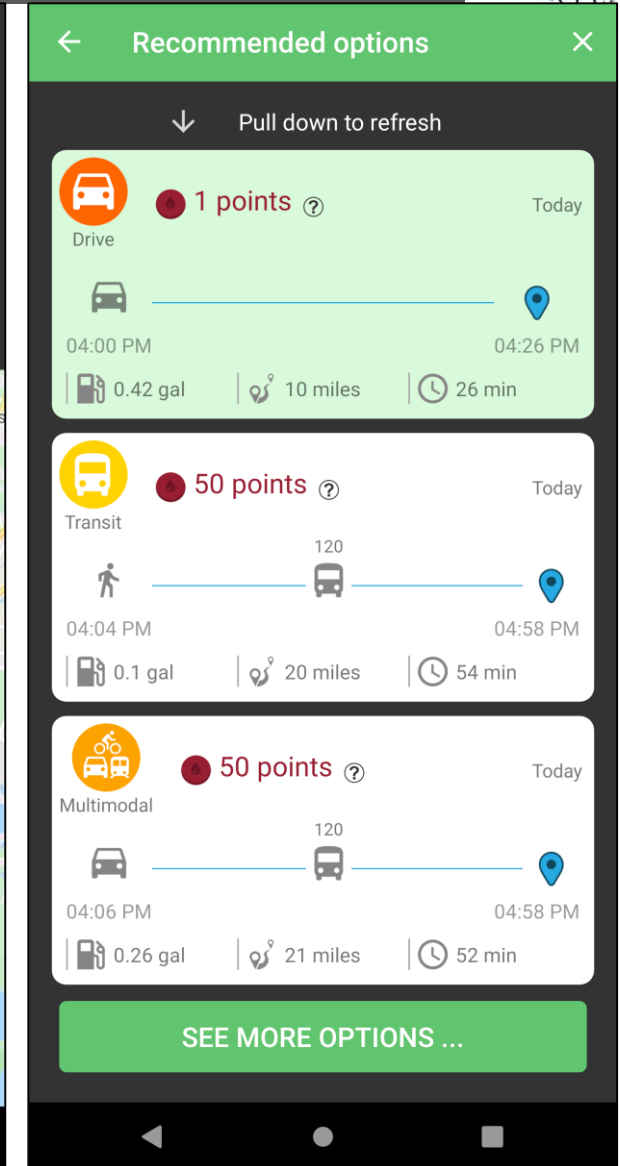 Recommended options
Pull down to refresh
1 points ?
Today
Drive
04:00 PM
04:26 PM
0.42 gal
10 miles
26 min
50 points ?
Today
Transit
120
04:04 PM
04:58 PM
0.1 gal
20 miles
54 min
50 points ?
Today
Multimodal
120
04:06 PM
04:58 PM
0.26 gal
21 miles
52 min
SEE MORE OPTIONS ...